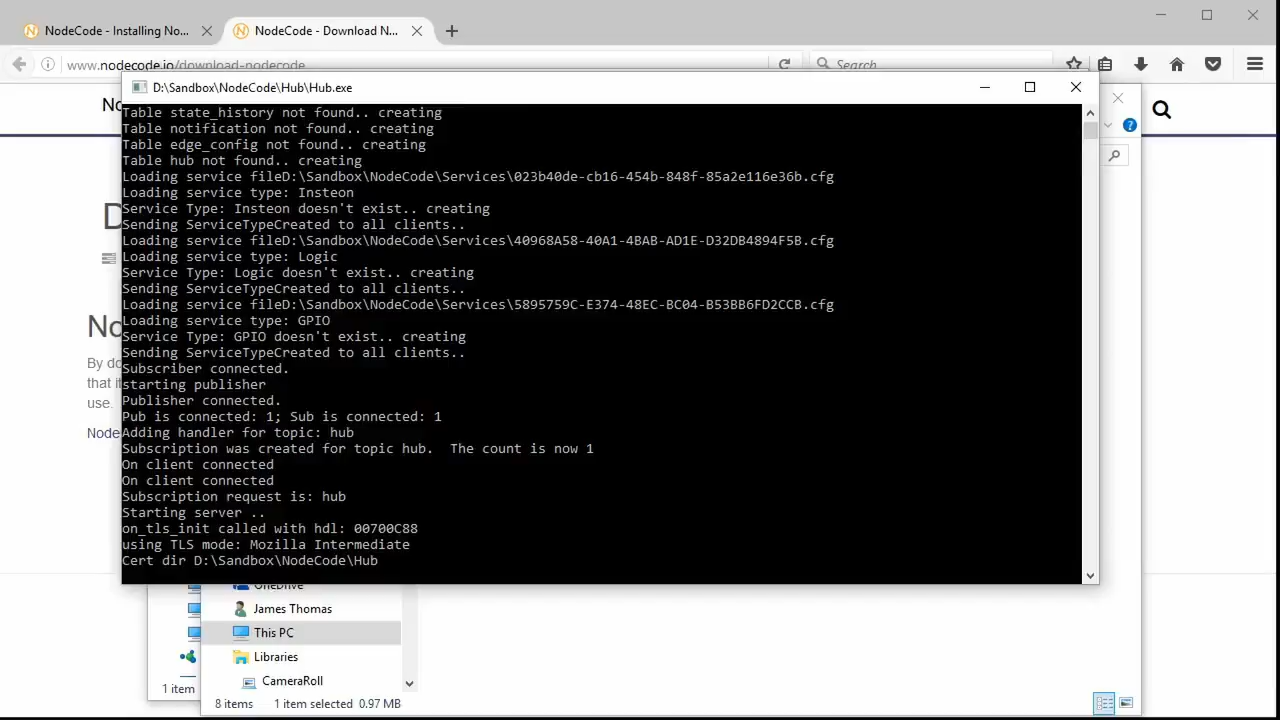 NodeCode - Installing No...
NodeCode - Download N...
www.nodecode.io/download-nodecode
Search
D:\Sandbox\NodeCode\Hub\Hub.exe
Table state_history not found.. creating
Table notification not found.. creating
Table edge_config not found.. creating
Table hub not found.. creating
Loading service fileD:\Sandbox\NodeCode\Services\023b40de-cb16-454b-848f-85a2e116e36b.cfg
Loading service type: Insteon
Service Type: Insteon doesn't exist.. creating
Sending ServiceTypeCreated to all clients..
Loading service fileD:\Sandbox\NodeCode\Services\40968A58-40A1-4BAB-AD1E-D32DB4894F5B.cfg
Loading service type: Logic
Service Type: Logic doesn't exist.. creating
Sending ServiceTypeCreated to all clients..
Loading service fileD:\Sandbox\NodeCode\Services\5895759C-E374-48EC-BC04-B53BB6FD2CCB.cfg
Loading service type: GPIO
Service Type: GPIO doesn't exist.. creating
Sending ServiceTypeCreated to all clients..
Subscriber connected.
starting publisher
Publisher connected.
Pub is connected: 1; Sub is connected: 1
Adding handler for topic: hub
Subscription was created for topic hub.  The count is now 1
On client connected
On client connected
Subscription request is: hub
Starting server ..
on_tls_init called with hdl: 00700C88
using TLS mode: Mozilla Intermediate
Cert dir D:\Sandbox\NodeCode\Hub
No
D
No
By do
that i
use.
Node
OneDrive
James Thomas
This PC
Libraries
CameraRoll
1 item
8 items 1 item selected 0.97 MB